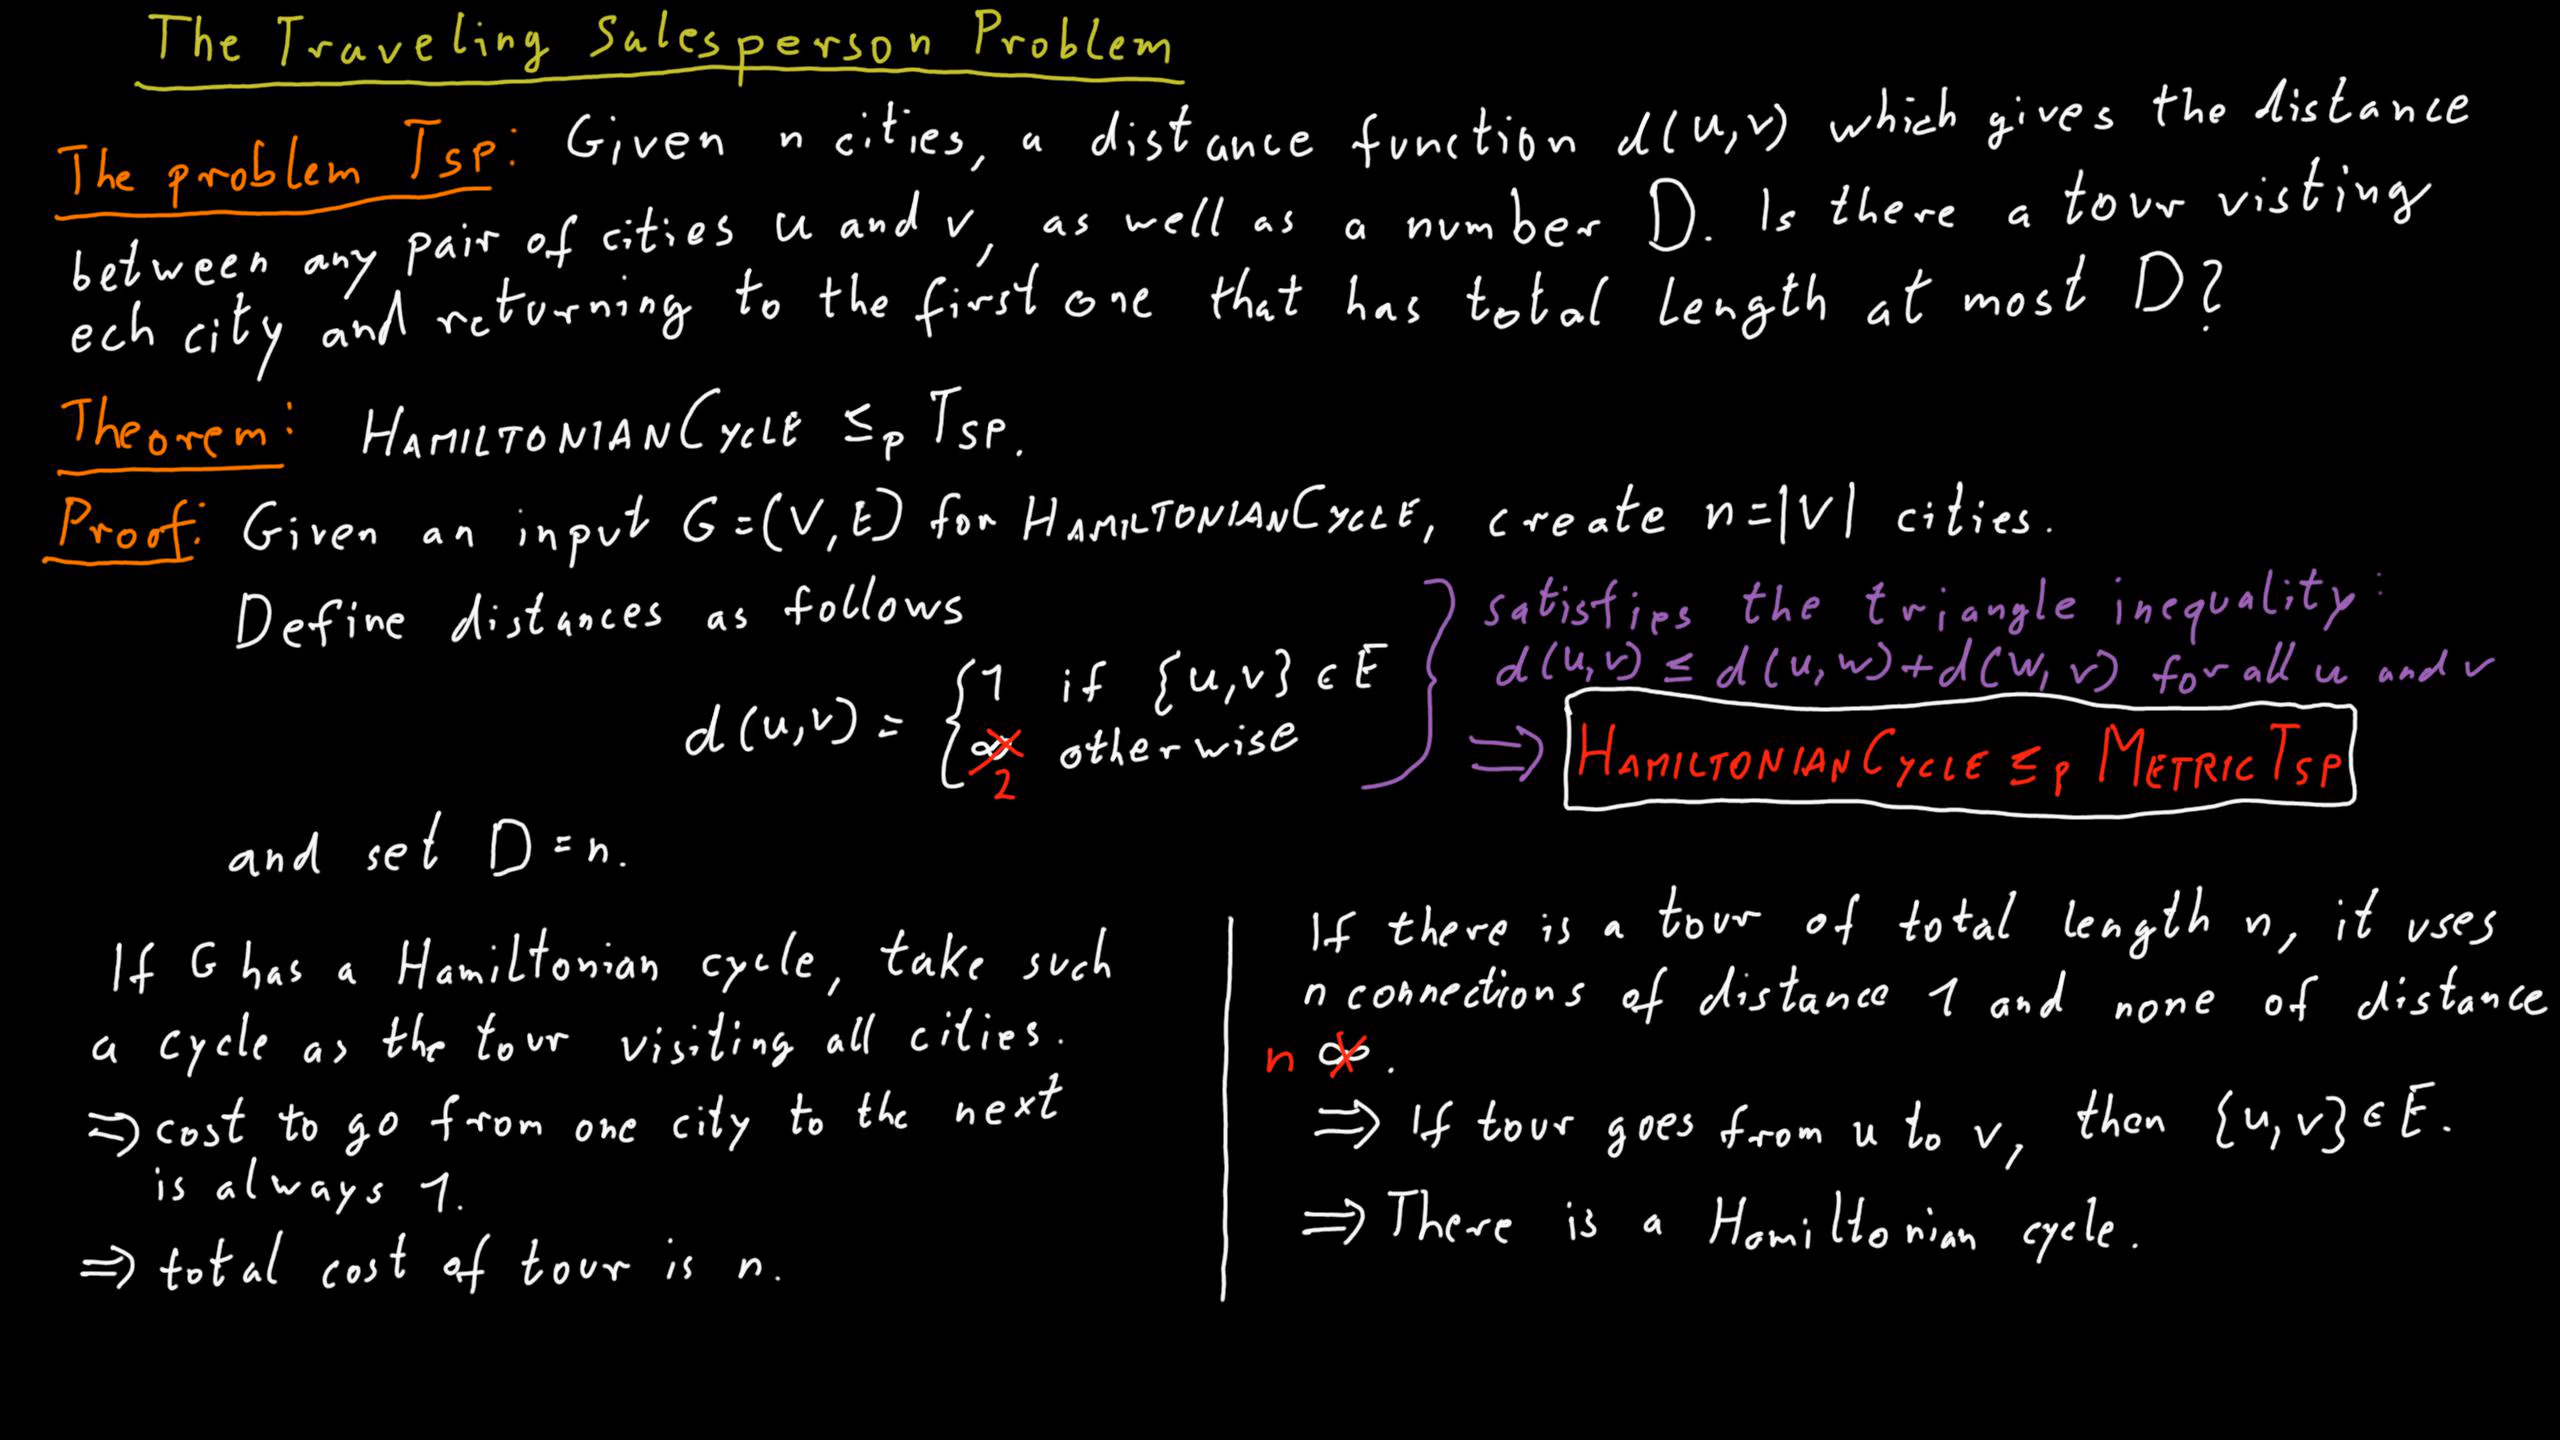 The Traveling Salesperson Problem
The problem TSP: Given n cities, a distance function d(u,v) which gives the distance
between any pair of cities u and v, as well as a number D. Is there a tour visting
ech city and returning to the first one that has total length at most D?
Theorem: HAMILTONIANCYCLE ≤p TSP.
Proof: Given an input G=(V,E) for HAMILTONIANCYCLE, create n=|V| cities.
Define distances as follows
d(u,v) = { 1 if {u,v} ∈ E
∞ 2 otherwise
satisfies the triangle inequality:
d(u,v) ≤ d(u,w)+d(w,v) for all u and v
⇒ HAMILTONIANCYCLE ≤p METRICTSP
and set D = n.
If G has a Hamiltonian cycle, take such
a cycle as the tour visiting all cities.
⇒ cost to go from one city to the next
is always 1.
⇒ total cost of tour is n.
If there is a tour of total length n, it uses
n connections of distance 1 and none of distance
n ∞.
⇒ If tour goes from u to v, then {u,v} ∈ E.
⇒ There is a Hamiltonian cycle.